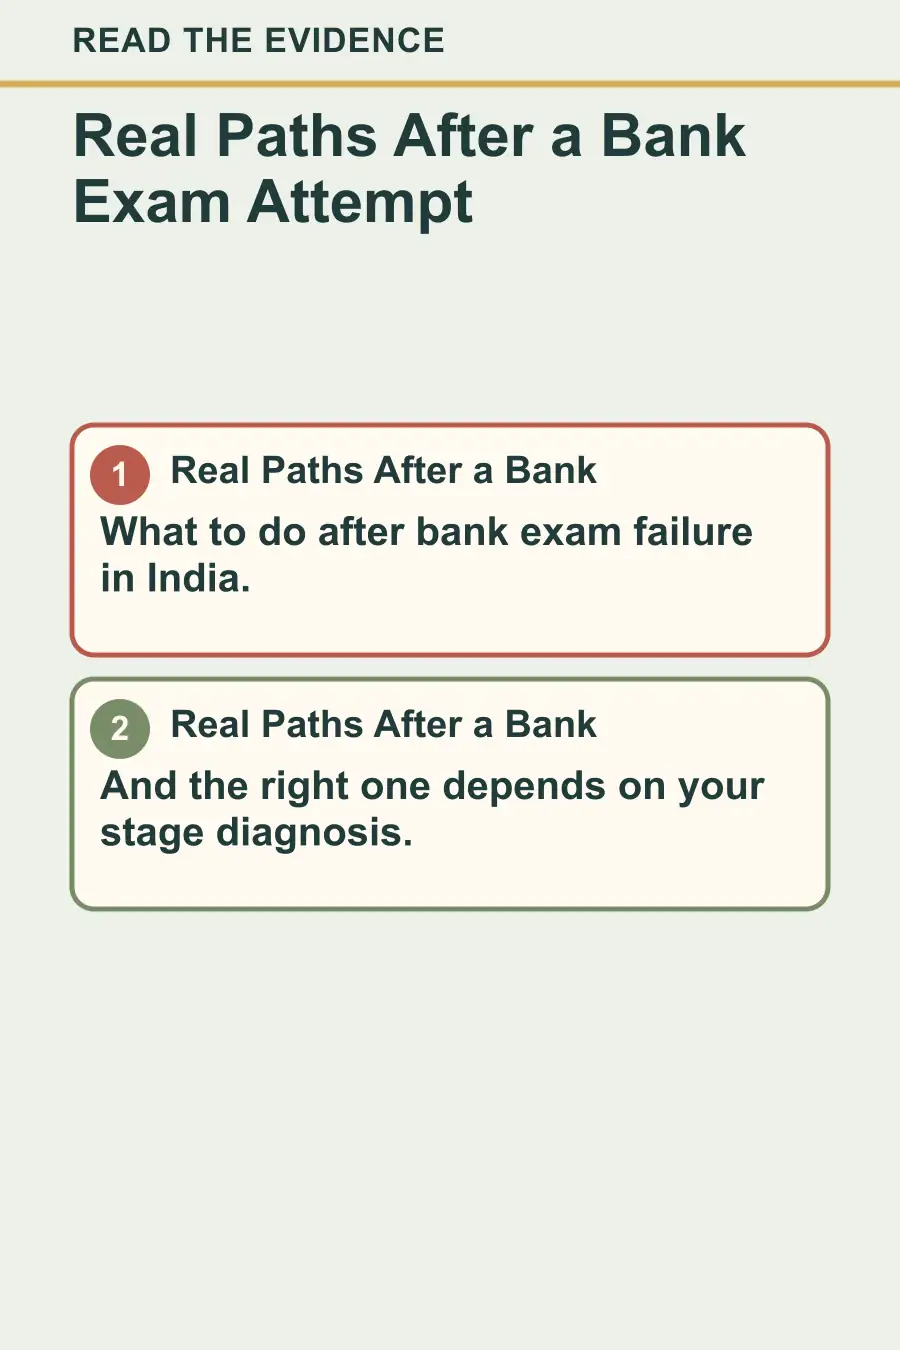 READ THE EVIDENCE
Real Paths After a Bank
Exam Attempt
1 Real Paths After a Bank
What to do after bank exam failure
in India.
2 Real Paths After a Bank
And the right one depends on your
stage diagnosis.